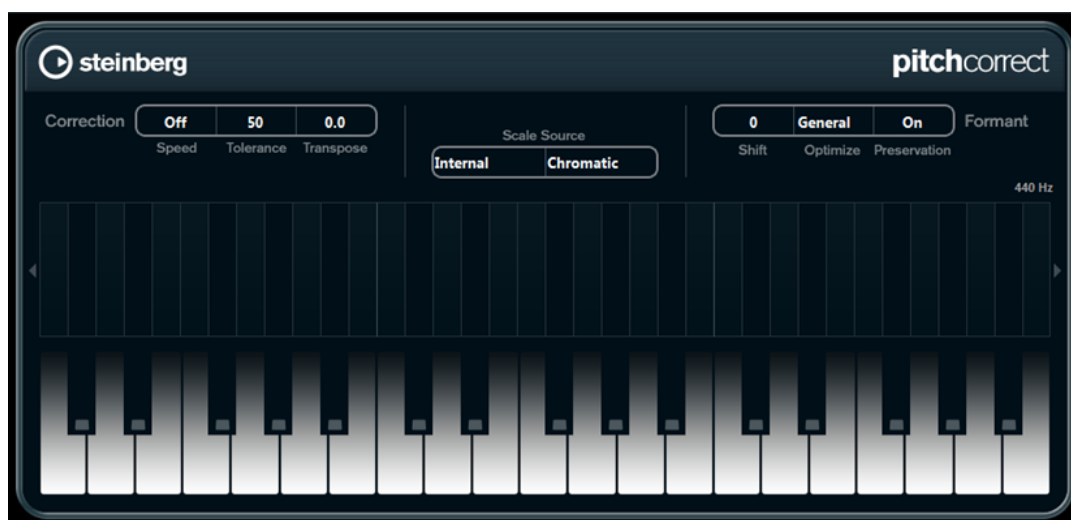 steinberg
pitchcorrect
Correction
Off 50 0.0
Speed Tolerance Transpose
Scale Source
Internal Chromatic
0 General On
Formant
Shift Optimize Preservation
440 Hz